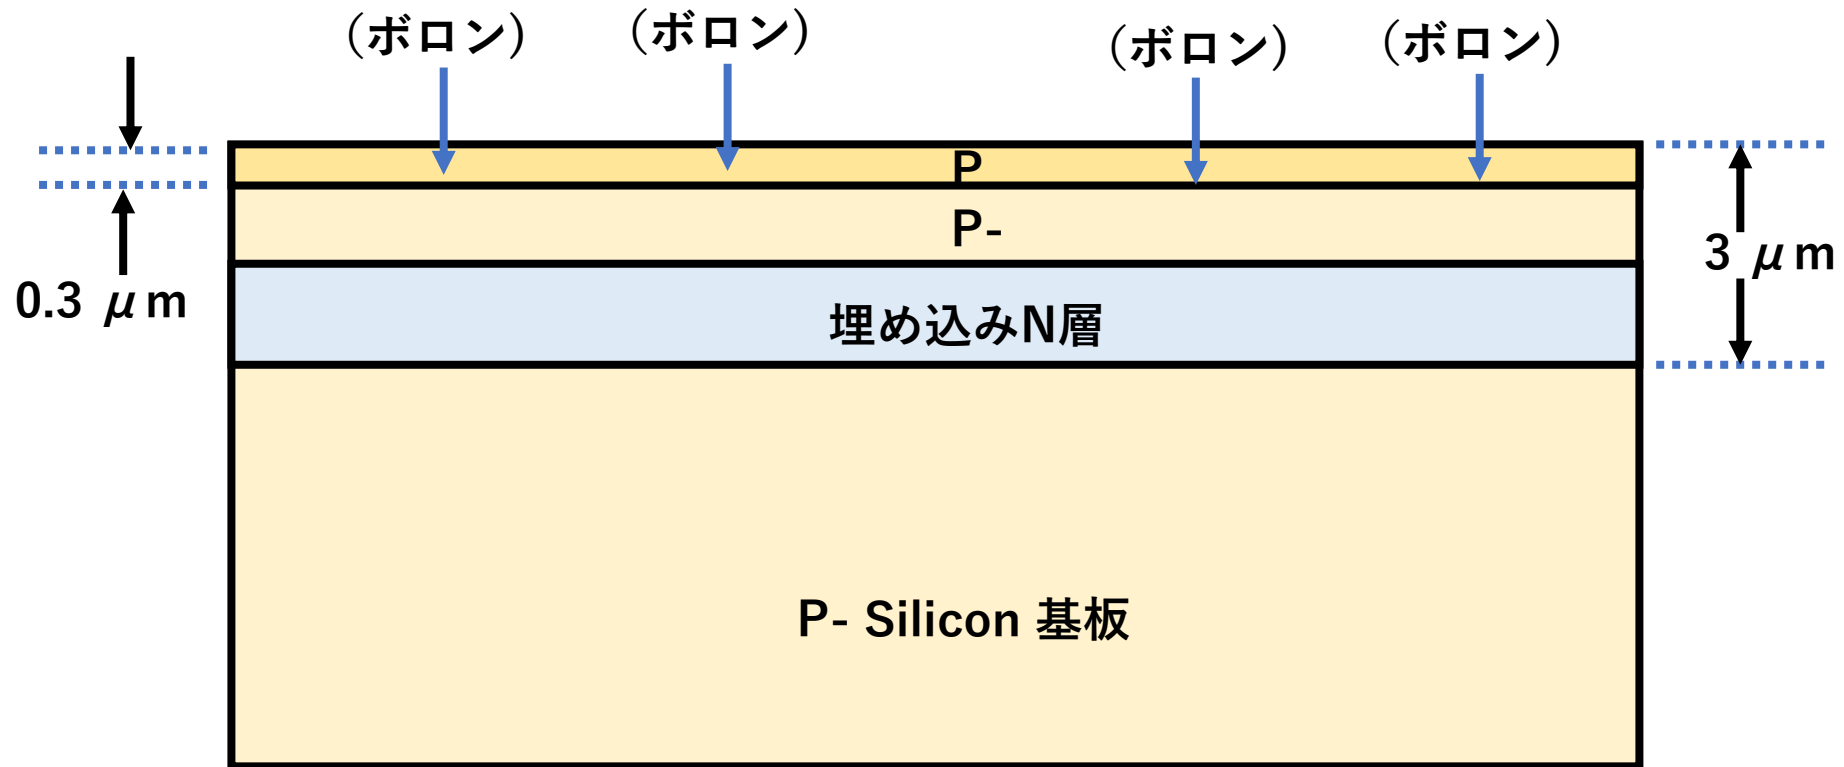 (ボロン) (ボロン) (ボロン) (ボロン)
P
P-
0.3 μm
3 μm
埋め込みN層
P- Silicon 基板